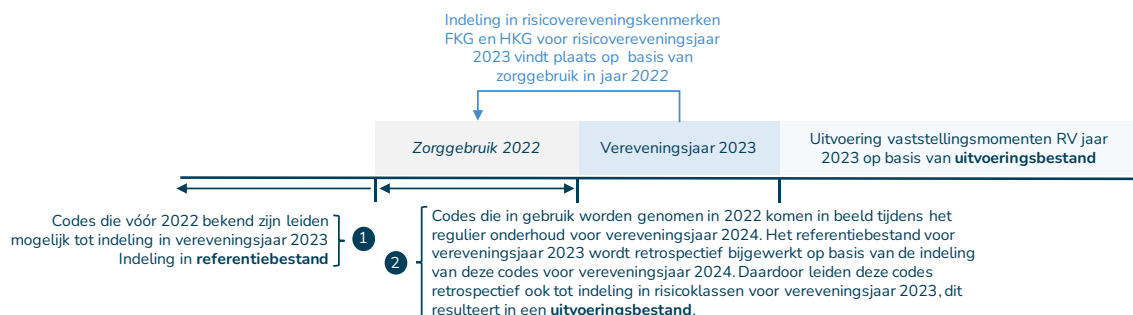 Indeling in risicovereveningskenmerken
FKG en HKG voor risicovereveningsjaar
2023 vindt plaats op basis van
zorggebruik in jaar 2022
Zorggebruik 2022
Vereveningsjaar 2023
Uitvoering vaststellingsmomenten RV jaar
2023 op basis van uitvoeringsbestand
Codes die vóór 2022 bekend zijn leiden
mogelijk tot indeling in vereveningsjaar 2023
Indeling in referentiebestand
1
2
Codes die in gebruik worden genomen in 2022 komen in beeld tijdens het
regulier onderhoud voor vereveningsjaar 2024. Het referentiebestand voor
vereveningsjaar 2023 wordt retrospectief bijgewerkt op basis van de indeling
van deze codes voor vereveningsjaar 2024. Daardoor leiden deze codes
retrospectief ook tot indeling in risicoklassen voor vereveningsjaar 2023, dit
resulteert in een uitvoeringsbestand.